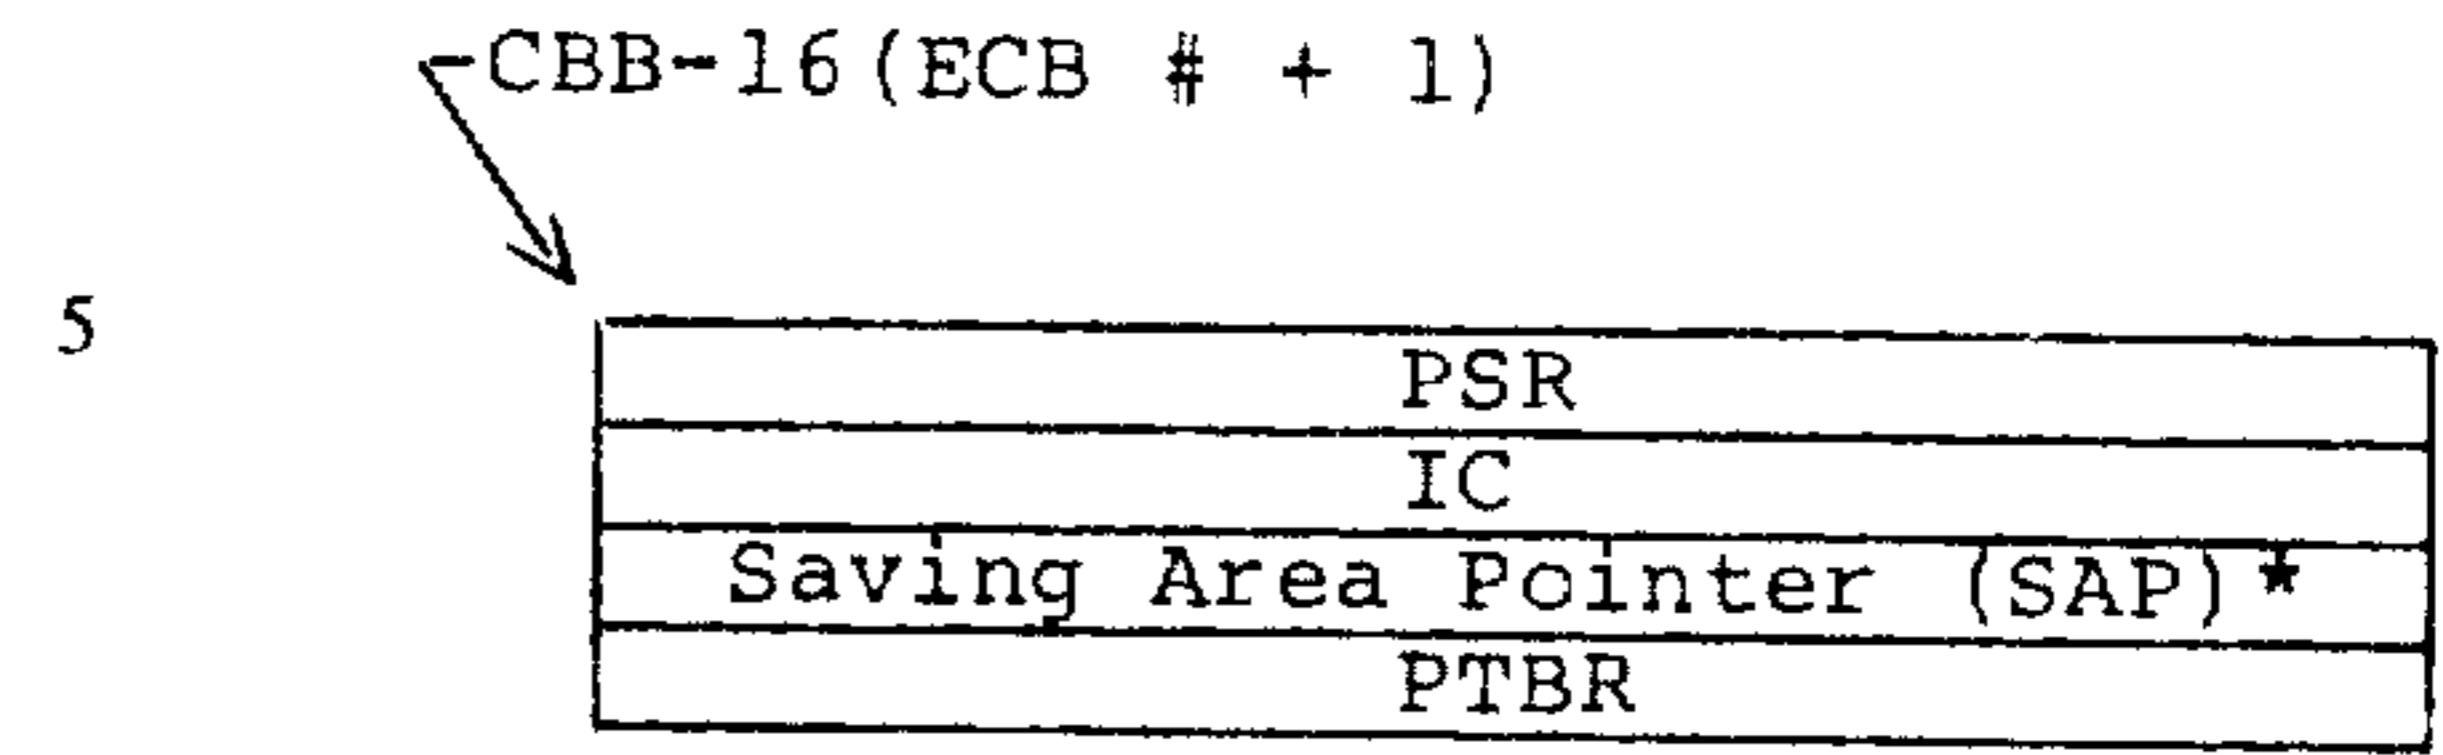 CBB-16(ECB # + 1)
5
PSR
IC
Saving Area Pointer (SAP)*
PTBR